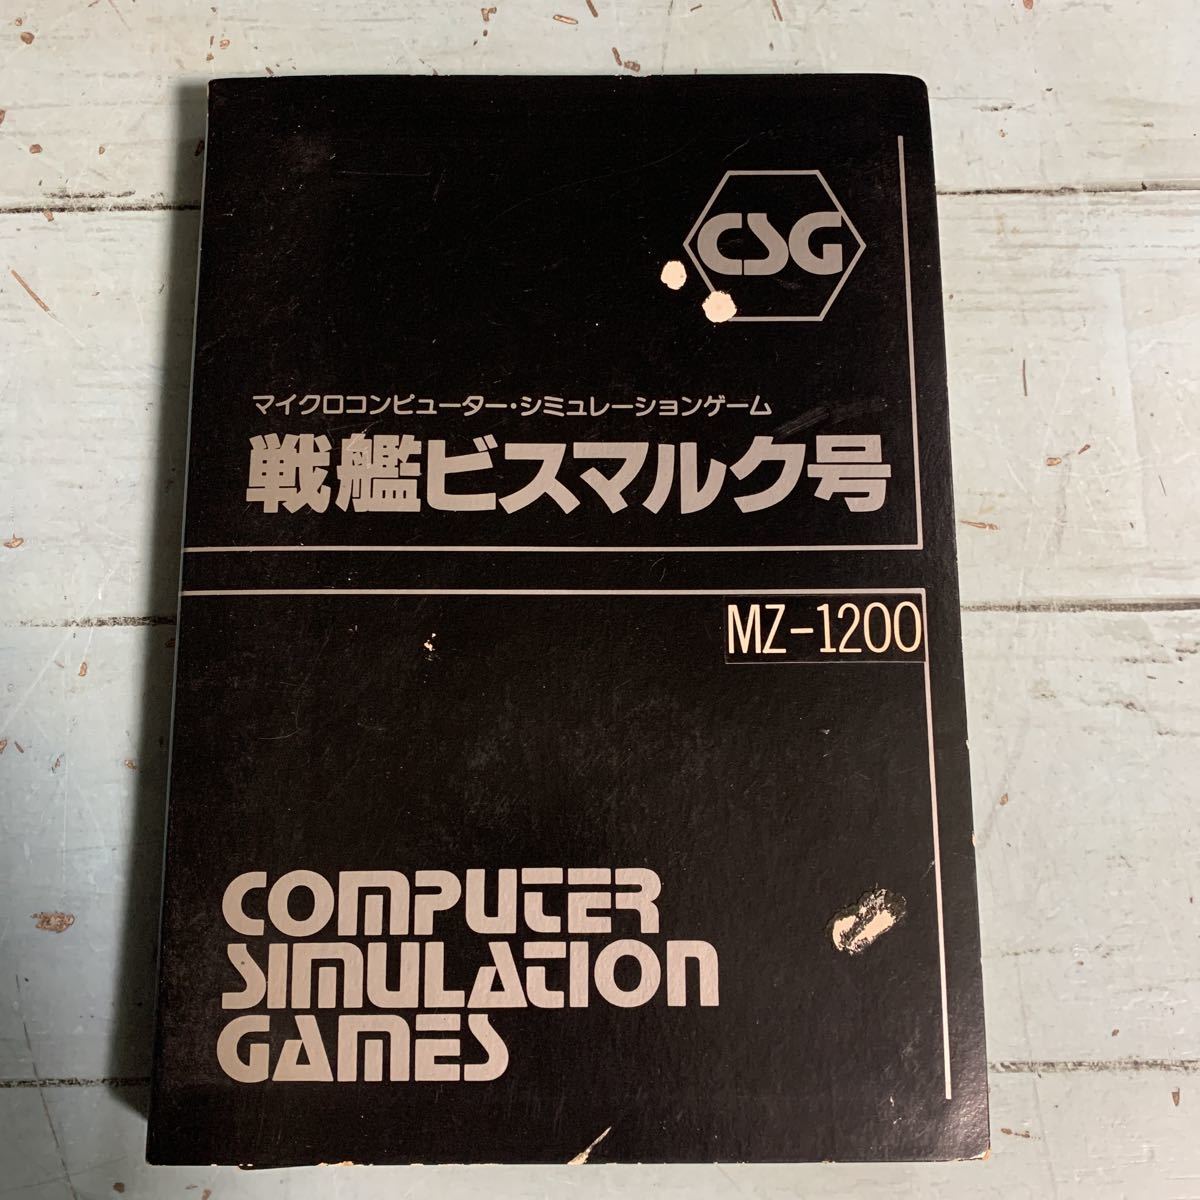 CSG
マイクロコンピューター・シミュレーションゲーム
戦艦ビスマルク号
MZ-1200
COMPUTER
SIMULATION
GAMES